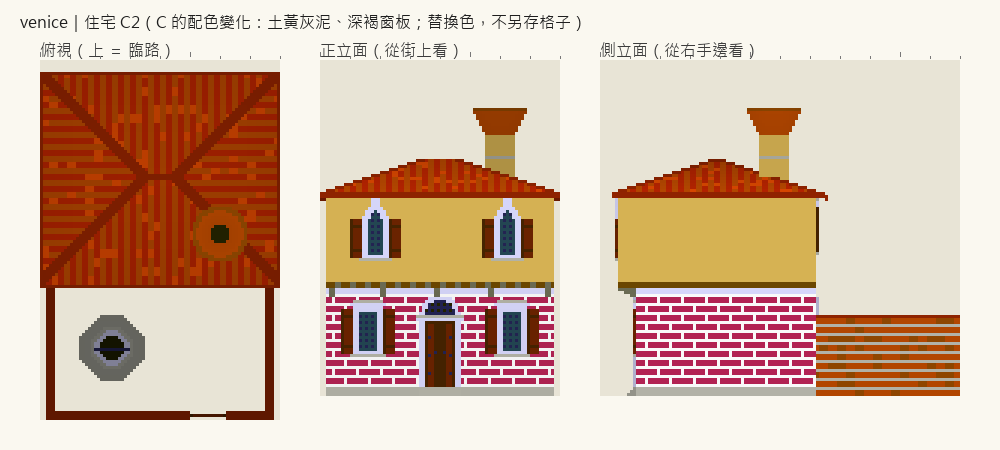 venice | 住宅 C2 ( C 的配色變化：土黃灰泥、深褐窗板；替換色，不另存格子 )
俯視 ( 上 = 臨路 )
正立面 ( 從街上看 )
側立面 ( 從右手邊看 )